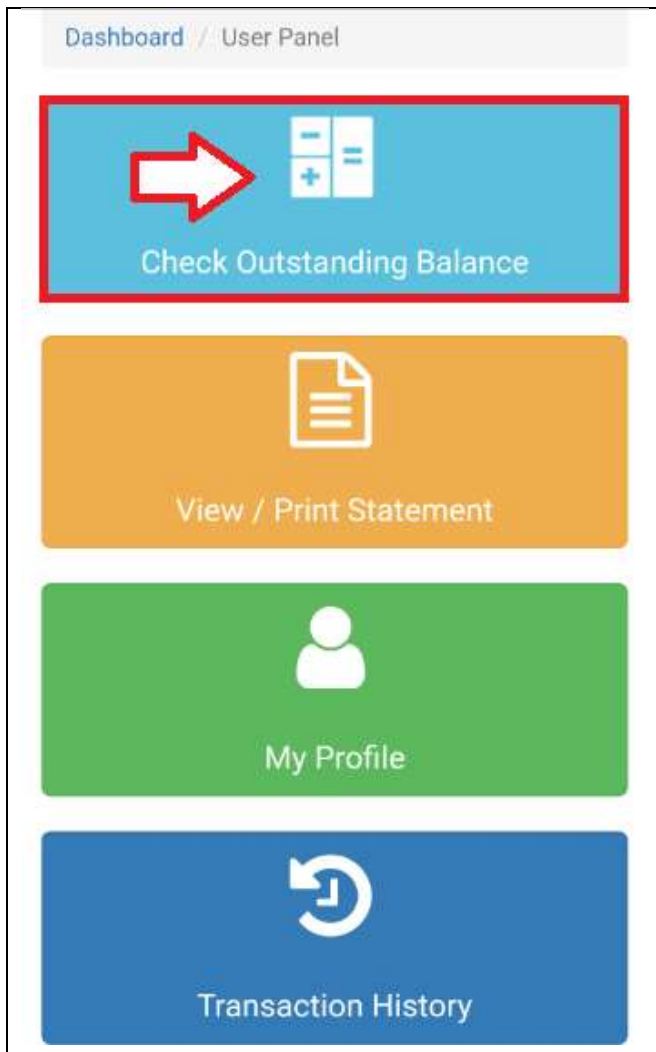 Dashboard / User Panel
Check Outstanding Balance
View / Print Statement
My Profile
Transaction History